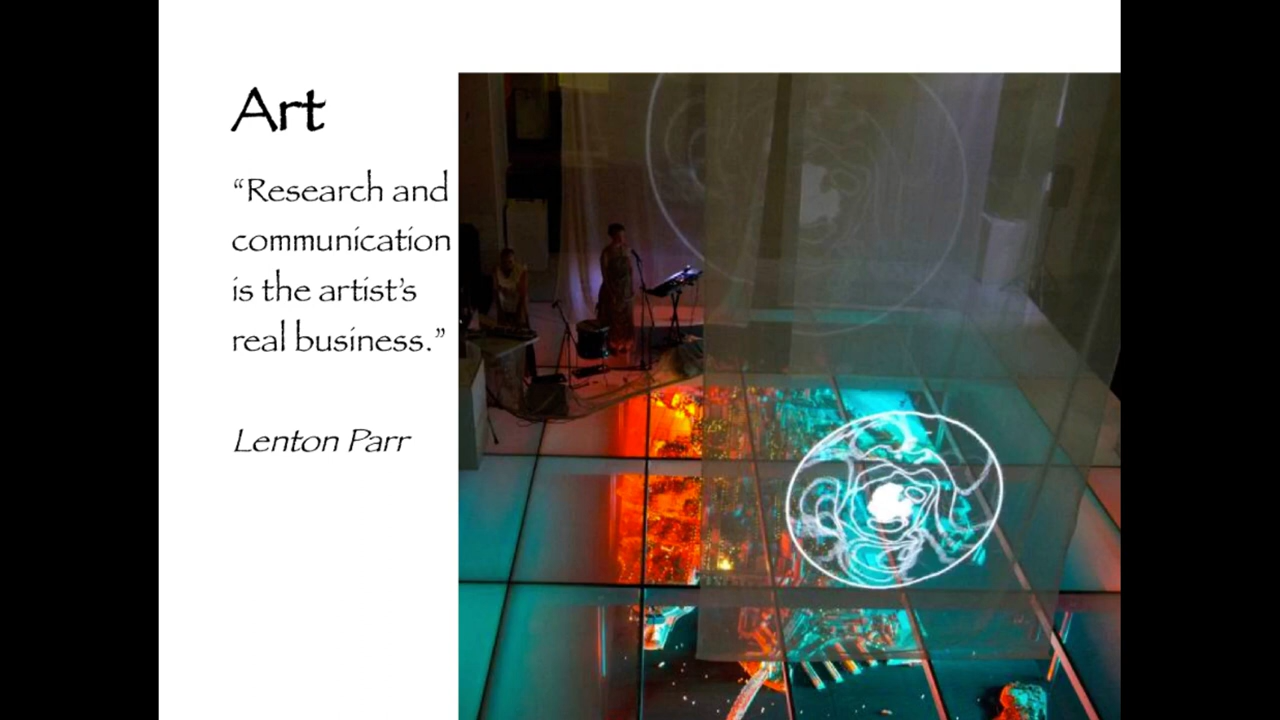 Art
“Research and
communication
is the artist’s
real business.”
Lenton Parr